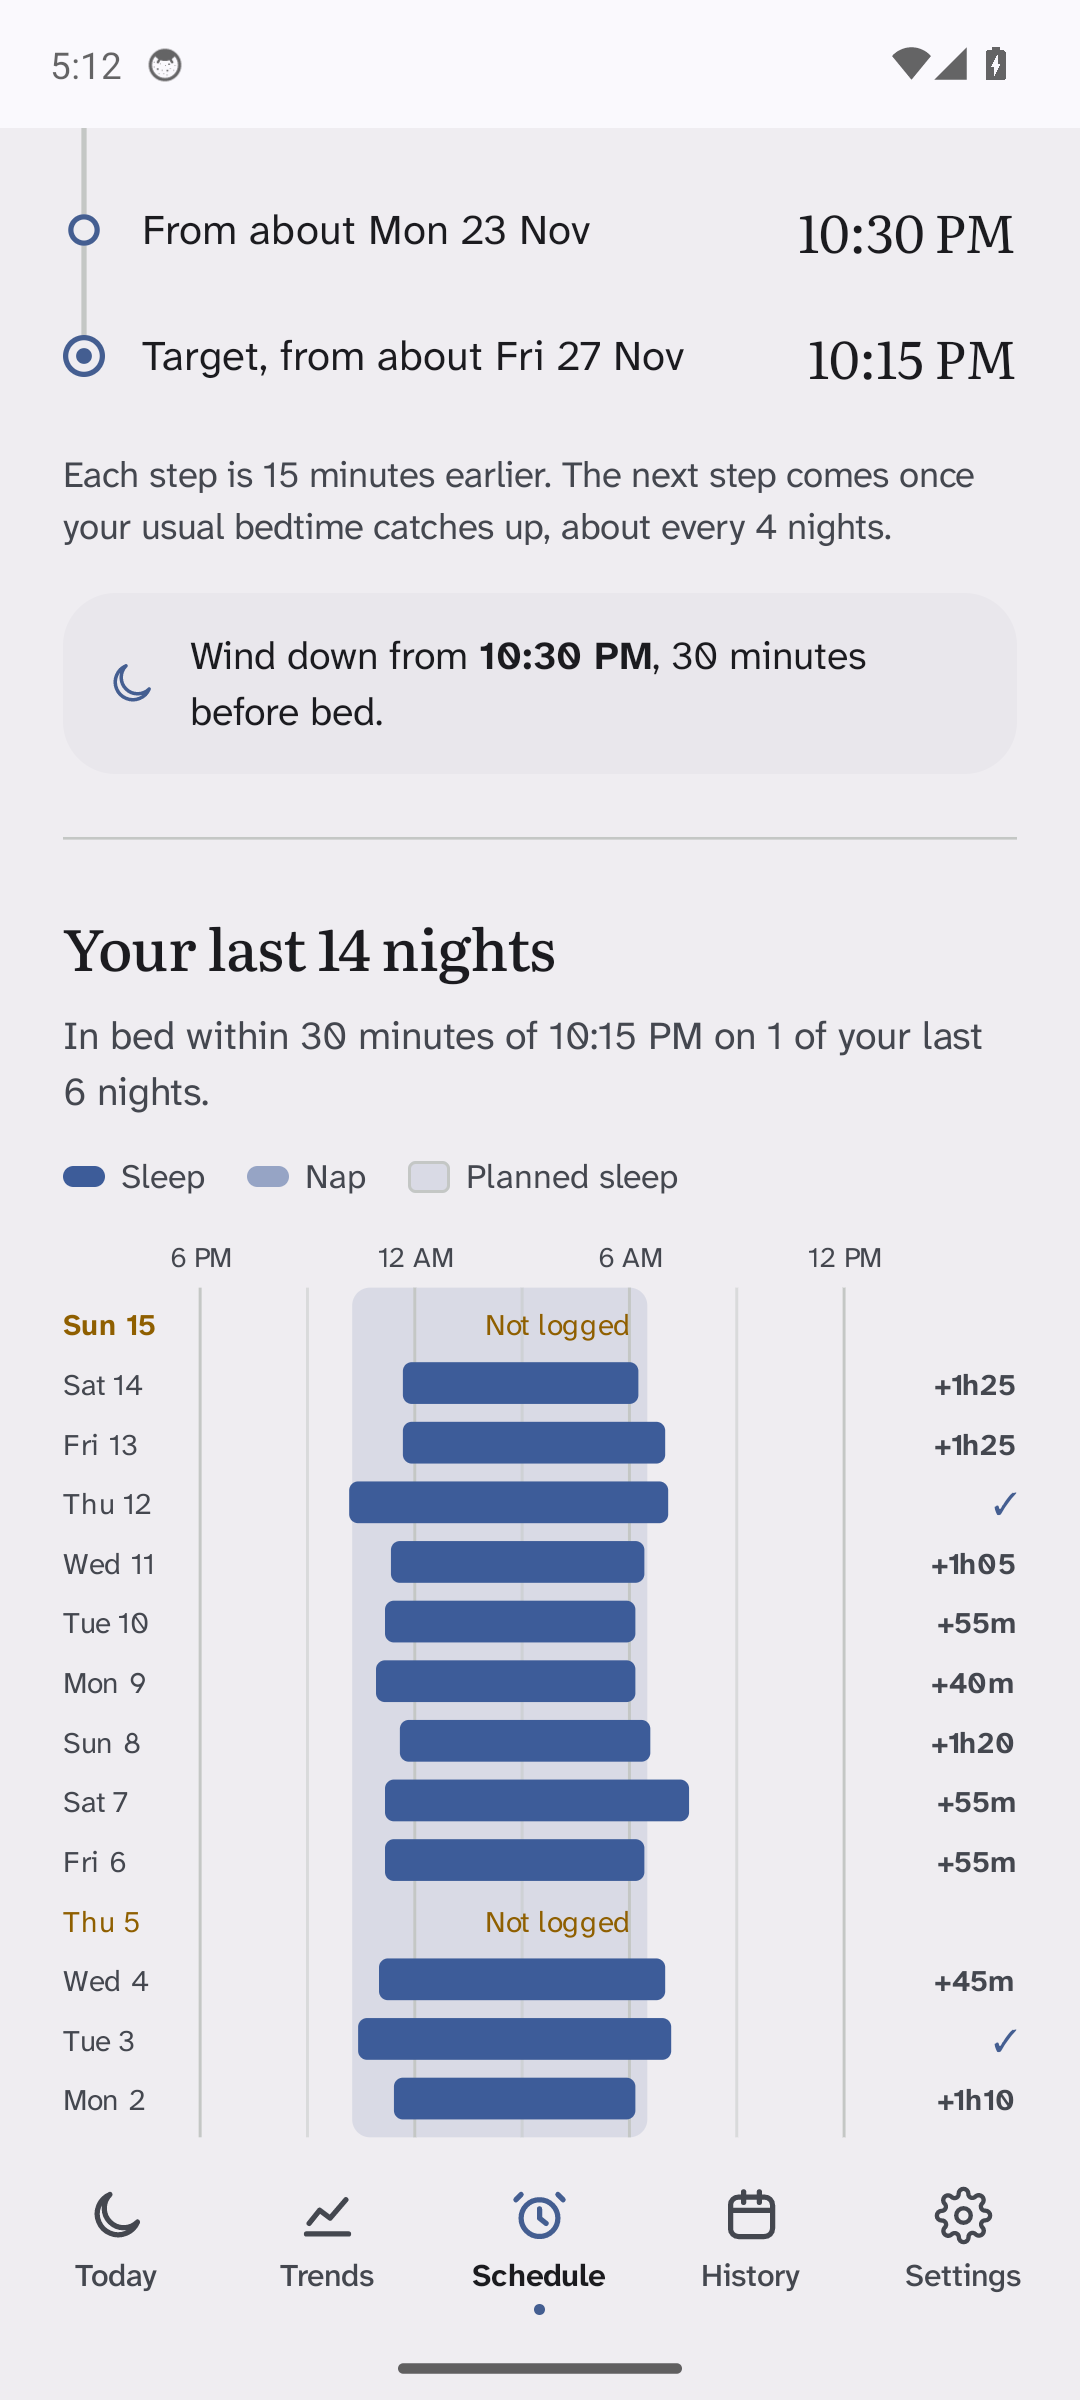 5:12
From about Mon 23 Nov 10:30 PM
Target, from about Fri 27 Nov 10:15 PM
Each step is 15 minutes earlier. The next step comes once
your usual bedtime catches up, about every 4 nights.
Wind down from 10:30 PM, 30 minutes
before bed.
Your last 14 nights
In bed within 30 minutes of 10:15 PM on 1 of your last
6 nights.
Sleep Nap Planned sleep
6 PM 12 AM 6 AM 12 PM
Sun 15 Not logged
Sat 14 +1h25
Fri 13 +1h25
Thu 12 ✓
Wed 11 +1h05
Tue 10 +55m
Mon 9 +40m
Sun 8 +1h20
Sat 7 +55m
Fri 6 +55m
Thu 5 Not logged
Wed 4 +45m
Tue 3 ✓
Mon 2 +1h10
Today Trends Schedule History Settings